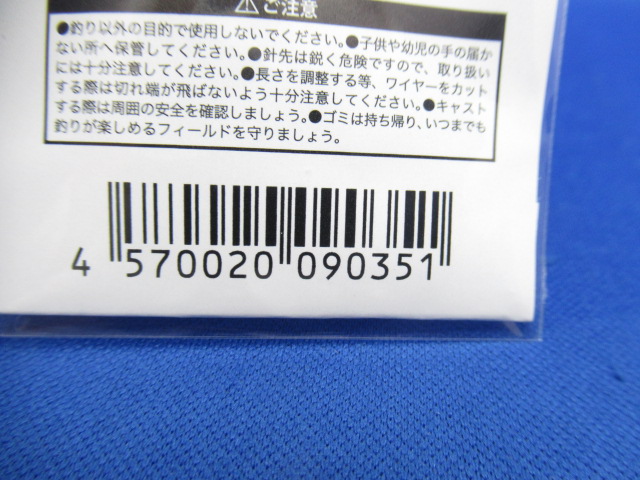 ⚠ご注意
●釣り以外の目的で使用しないでください。●子供や幼児の手の届か
ない所へ保管してください。●針先は鋭く危険ですので、取り扱い
には十分注意してください。●長さを調整する等、ワイヤーをカット
する際は切れ端が飛ばないよう十分注意してください。●キャスト
する際は周囲の安全を確認しましょう。●ゴミは持ち帰り、いつまでも
釣りが楽しめるフィールドを守りましょう。
4 570020 090351